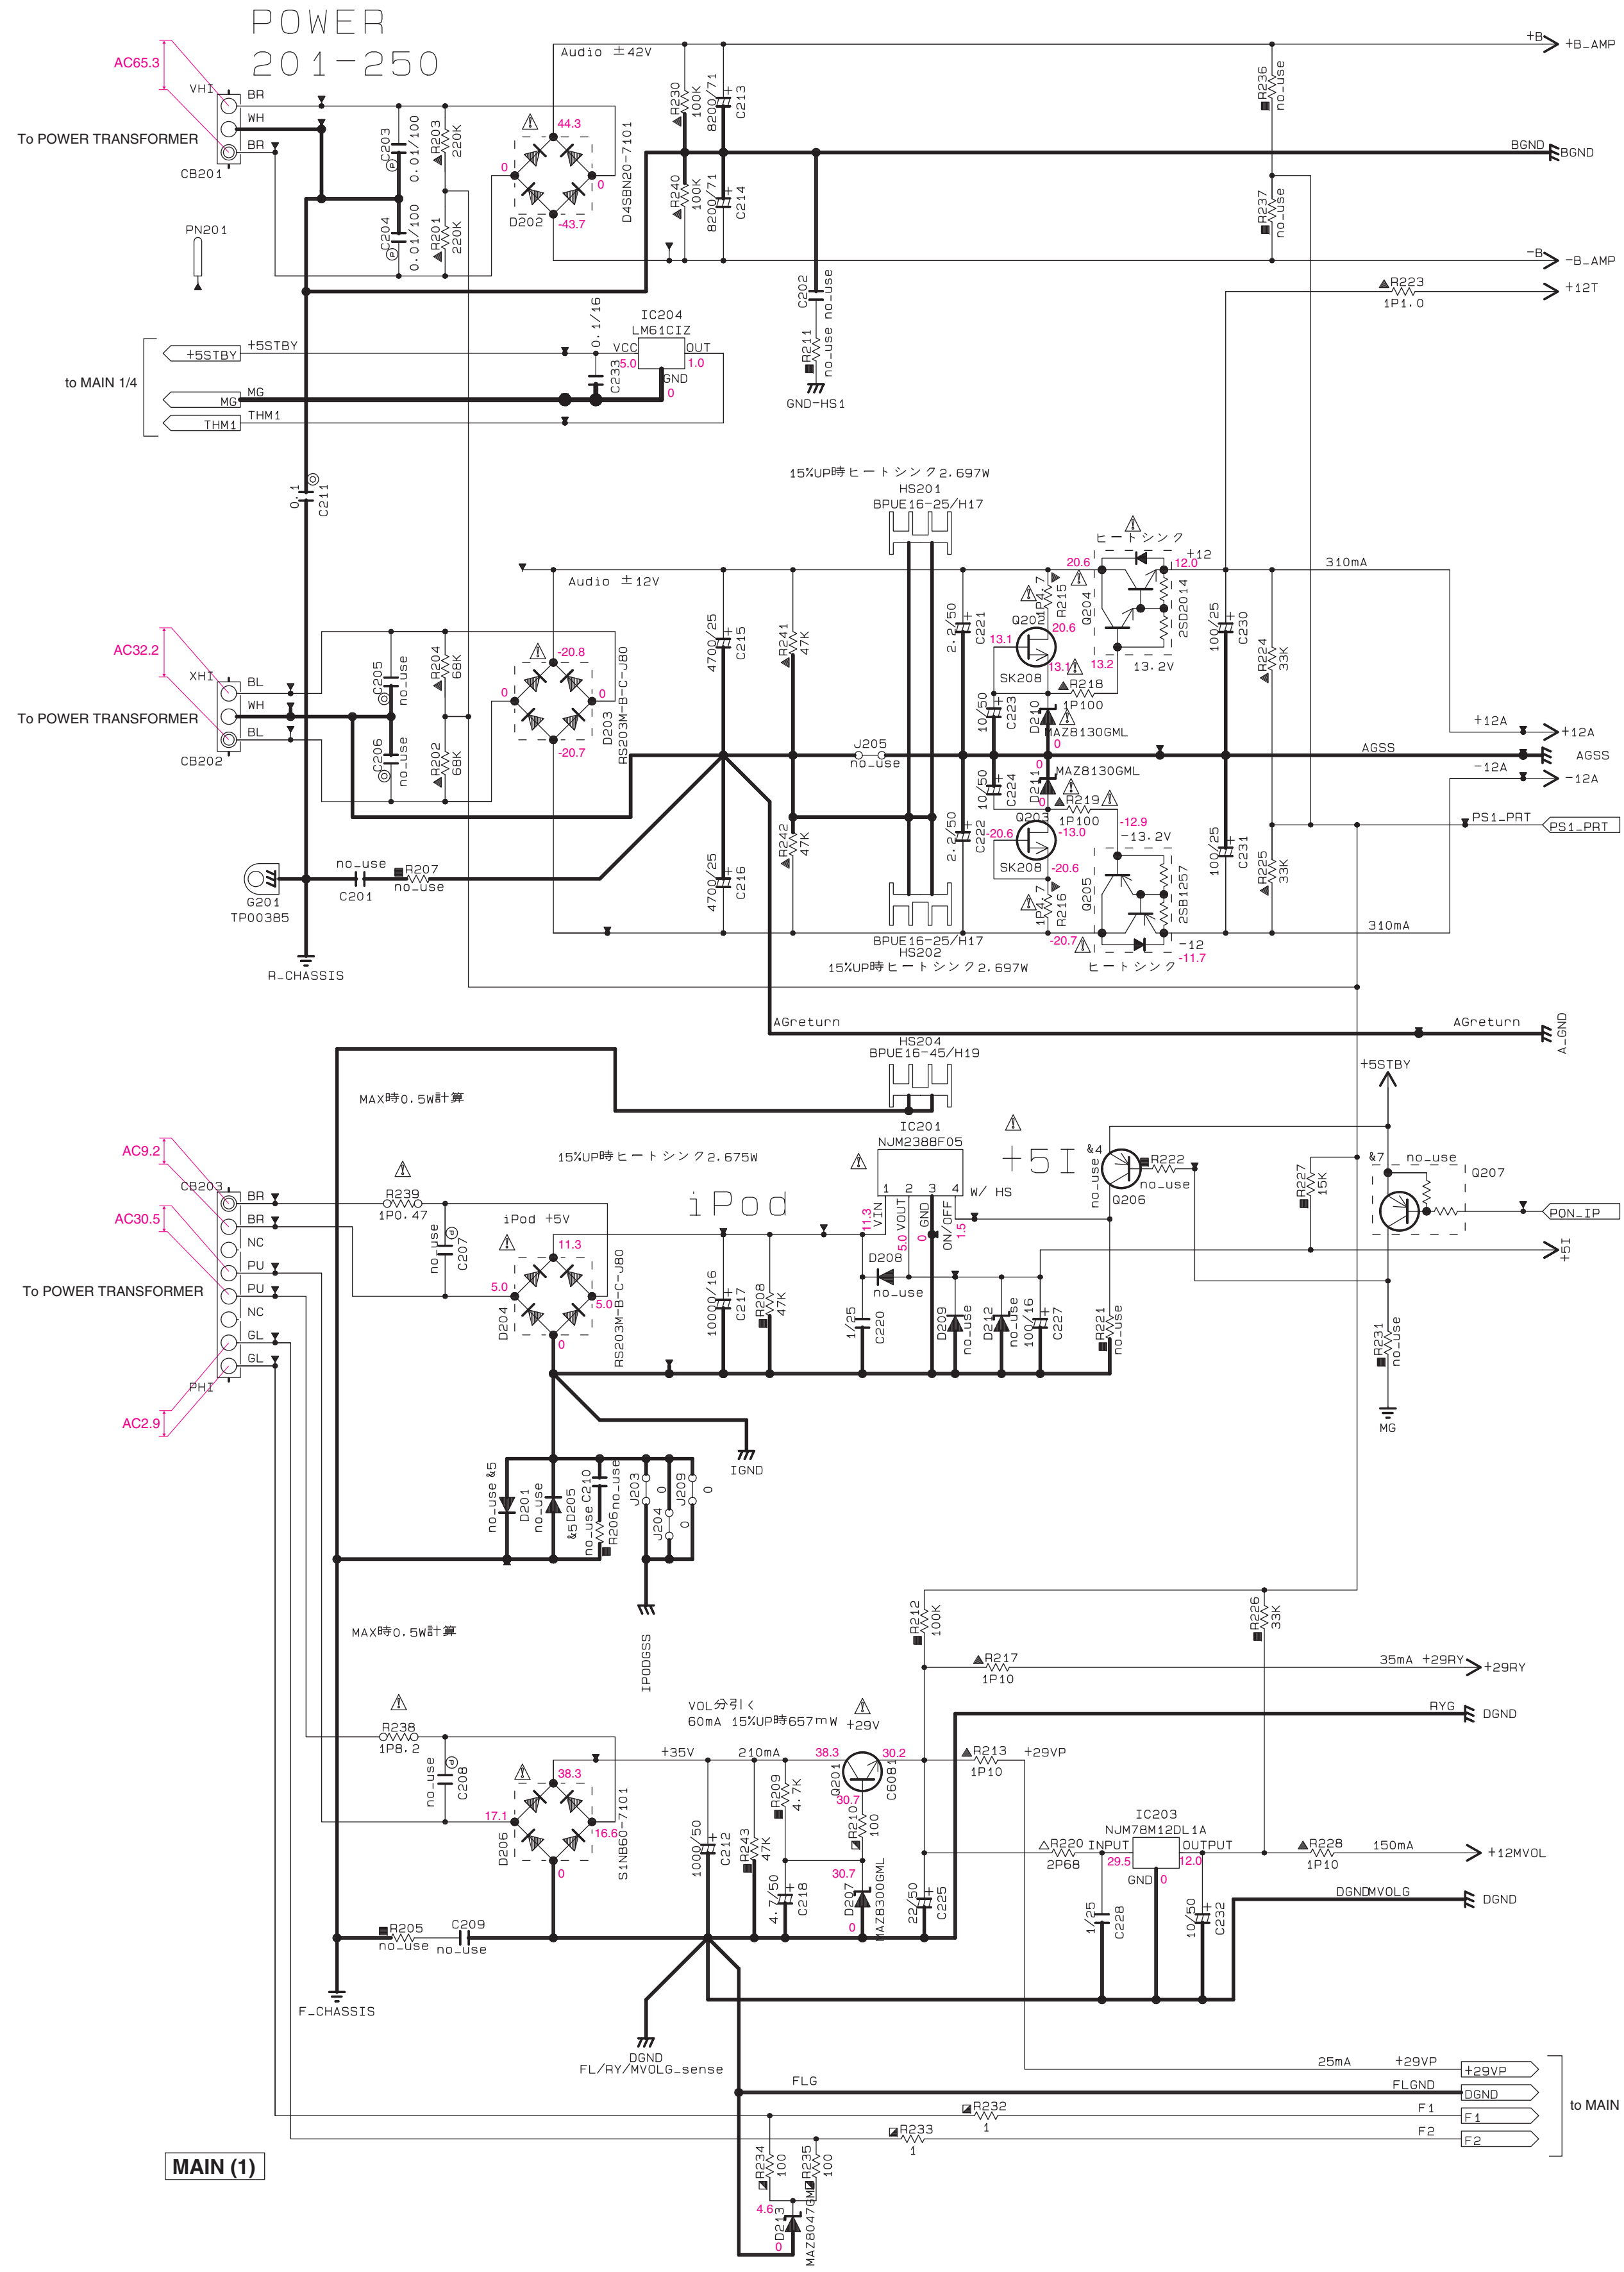 POWER
201-250
AC65.3
VHI
BR
WH
BR
To POWER TRANSFORMER
CB201
PN201
C203
0.01/100
R203
220K
C204
0.01/100
R201
220K
Audio ±42V
44.3
0
0
-43.7
D202
D4SBN20-7101
R230
100K
8200/71
C213
R240
100K
8200/71
C214
R236
no_use
R237
no_use
+B
+B_AMP
BGND
BGND
-B
-B_AMP
R223
1P1.0
+12T
C202
no_use
R211
no_use
GND-HS1
to MAIN 1/4
+5STBY
+5STBY
MG
MG
THM1
THM1
0.1/16
C233
IC204
LM61CIZ
VCC
OUT
5.0
1.0
GND
0
0.1
C211
15%UP時ヒートシンク2.697W
HS201
BPUE16-25/H17
AC32.2
XHI
BL
WH
BL
To POWER TRANSFORMER
CB202
C205
no_use
R204
68K
C206
no_use
R202
68K
Audio ±12V
-20.8
0
0
-20.7
D203
RS203M-B-C-J80
4700/25
C215
R241
47K
4700/25
C216
R242
47K
J205
no_use
2.2/50
C221
2.2/50
C222
Q202
1P4.7
R215
20.6
13.1
13.1
SK208
R218
1P100
10/50
C223
D210
MAZ8130GML
0
0
MAZ8130GML
10/50
C224
D211
0
R219
1P100
Q203
-20.6
-13.0
SK208
-20.6
1P4.7
R216
-20.7
ヒートシンク
20.6
+12
12.0
Q204
2SD2014
13.2
13.2V
-12.9
-13.2V
Q205
2SB1257
-12
-11.7
ヒートシンク
100/25
C230
100/25
C231
R224
33K
R225
33K
310mA
310mA
+12A
+12A
AGSS
AGSS
-12A
-12A
PS1_PRT
PS1_PRT
G201
TP00385
no_use
C201
R207
no_use
R_CHASSIS
BPUE16-25/H17
HS202
15%UP時ヒートシンク2.697W
AGreturn
AGreturn
A_GND
HS204
BPUE16-45/H19
MAX時0.5W計算
15%UP時ヒートシンク2.675W
iPod
IC201
NJM2388F05
1 2 3 4
W/ HS
11.3
VIN
5.0
VOUT
0
GND
ON/OFF
1.5
+5I
&4
no_use
Q206
R222
no_use
+5STBY
R227
15K
&7
no_use
Q207
PON_IP
+5I
AC9.2
CB203
AC30.5
BR
BR
NC
PU
PU
NC
GL
GL
PHI
AC2.9
To POWER TRANSFORMER
R239
1P0.47
no_use
C207
iPod +5V
11.3
5.0
5.0
0
D204
RS203M-B-C-J80
10000/16
C217
R208
47K
D208
no_use
1/25
C220
D209
no_use
D212
no_use
100/16
C227
R221
no_use
R231
no_use
MG
IGND
no_use &5
D201
no_use
&5 D205
C210
no_use
no_use
R206
J203
0
J204
0
J209
0
IPODGSS
MAX時0.5W計算
R212
100K
R226
33K
R217
1P10
35mA
+29RY
+29RY
RYG
DGND
VOL分引く
60mA 15%UP時657mW
+29V
R238
1P8.2
no_use
C208
38.3
17.1
16.6
0
D206
S1NB60-7101
+35V
210mA
38.3
30.2
Q201
C6081
30.7
1000/50
C212
R243
47K
R209
4.7K
R210
100
4.7/50
C218
30.7
D207
MAZ8300GML
0
22/50
C225
R213
1P10
+29VP
R220
2P68
IC203
NJM78M12DL1A
INPUT
OUTPUT
29.5
12.0
GND
0
1/25
C228
10/50
C232
R228
1P10
150mA
+12MVOL
DGND
MVOLG
DGND
R205
no_use
C209
no_use
F_CHASSIS
DGND
FL/RY/MVOLG_sense
25mA
+29VP
+29VP
FLG
FLGND
DGND
R232
1
F1
F1
R233
1
F2
F2
to MAIN
R234
100
R235
100
4.6
D213
0
MAZ8047GML
MAIN (1)